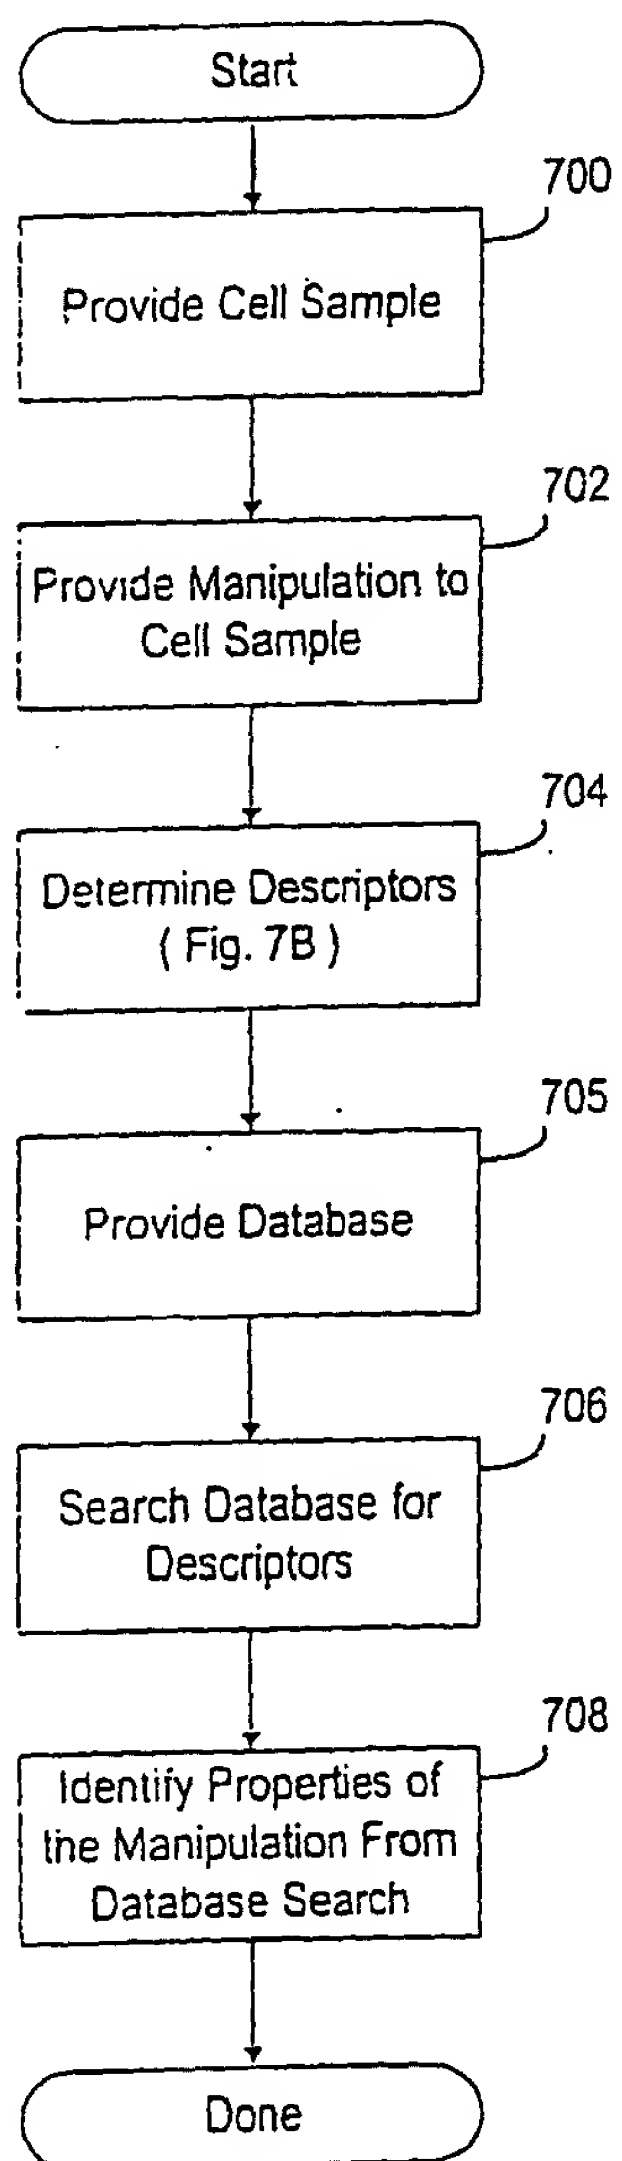 Start
700
Provide Cell Sample
702
Provide Manipulation to
Cell Sample
704
Determine Descriptors
( Fig. 7B )
705
Provide Database
706
Search Database for
Descriptors
708
Identify Properties of
the Manipulation From
Database Search
Done